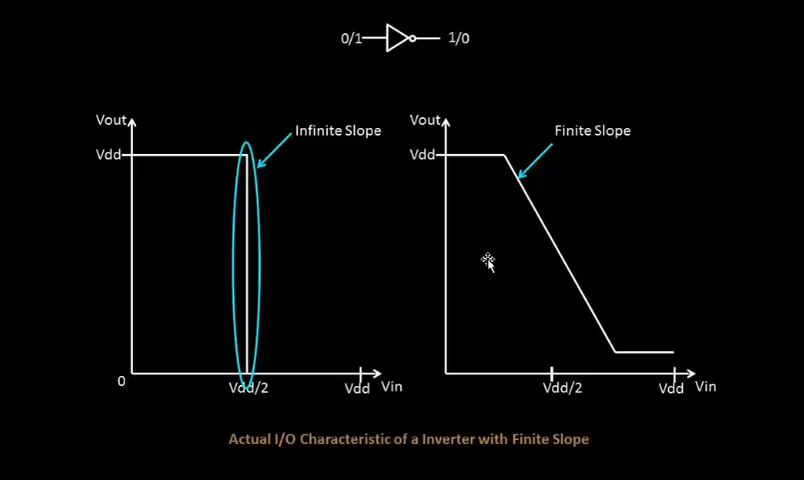 0/1 1/0
Vout Infinite Slope
Vdd
0
Vdd/2 Vdd Vin
Vout Finite Slope
Vdd
Vdd/2 Vdd Vin
Actual I/O Characteristic of a Inverter with Finite Slope